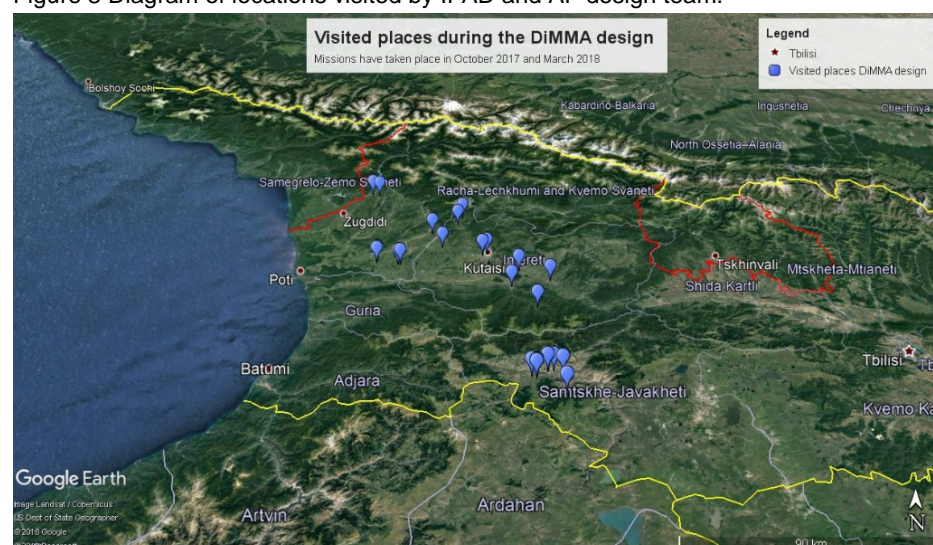 Figure 3 Diagram of locations visited by IFAD and AF design team.
Visited places during the DiMMA design
Missions have taken place in October 2017 and March 2018
Legend
Tbilisi
Visited places DiMMA design
Bolshoy Sochi
Kabardino-Balkaria
Ingushetia
Chechnya
North Ossetia–Alania
Samegrelo-Zemo Svaneti
Racha-Lechkhumi and Kvemo Svaneti
Zugdidi
Poti
Kutaisi
Imereti
Tskhinvali
Mtskheta-Mtianeti
Shida Kartli
Guria
Batumi
Adjara
Samtskhe-Javakheti
Tbilisi
Tb
Kvemo Ka
Google Earth
Image Landsat / Copernicus
US Dept of State Geographer
© 2018 Google
Artvin
Ardahan
N
90 km